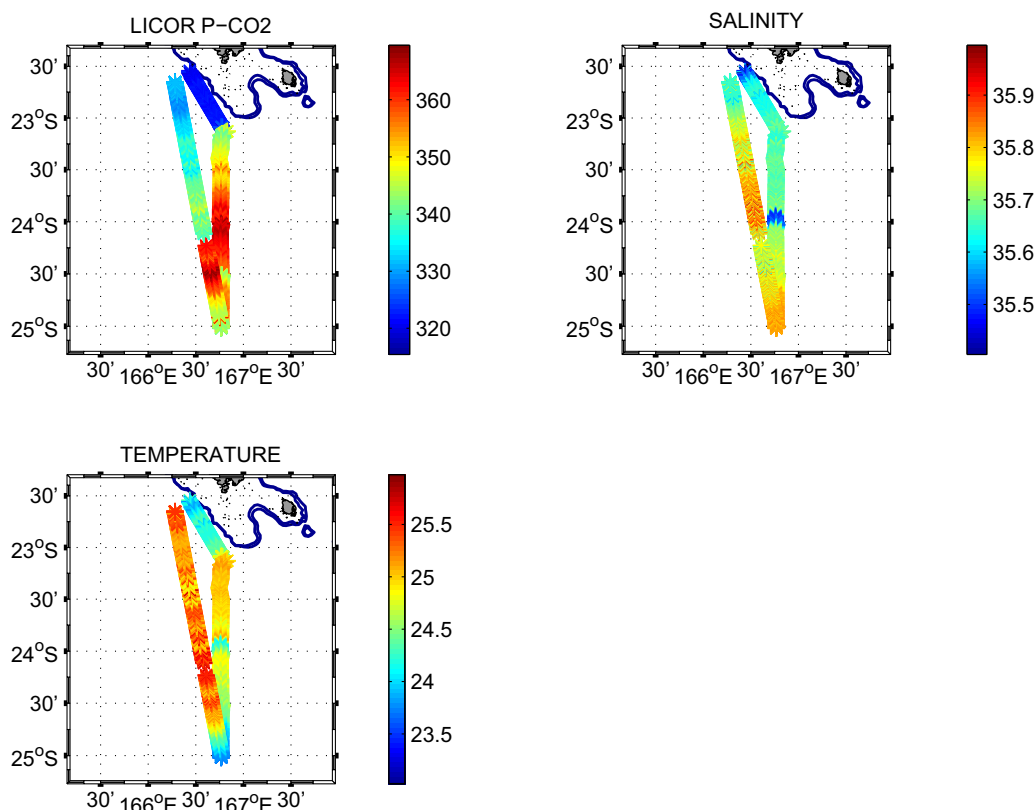 LICOR P−CO2
30'
23°S
30'
24°S
30'
25°S
30' 166°E 30' 167°E 30'
360
350
340
330
320
SALINITY
30'
23°S
30'
24°S
30'
25°S
30' 166°E 30' 167°E 30'
35.9
35.8
35.7
35.6
35.5
TEMPERATURE
30'
23°S
30'
24°S
30'
25°S
30' 166°E 30' 167°E 30'
25.5
25
24.5
24
23.5